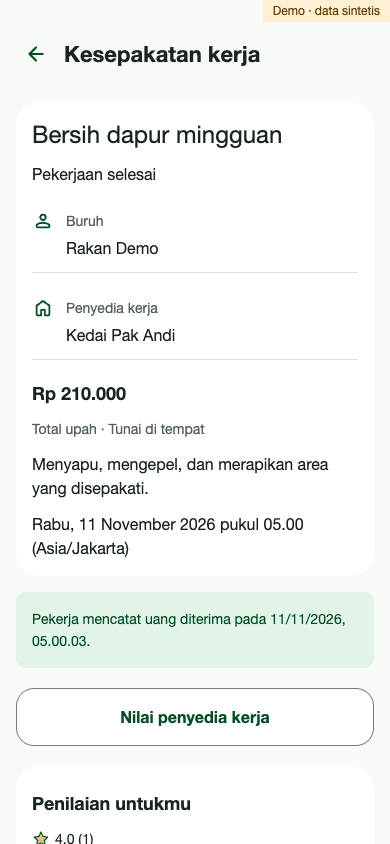 Demo · data sintetis
Kesepakatan kerja
Bersih dapur mingguan
Pekerjaan selesai
Buruh
Rakan Demo
Penyedia kerja
Kedai Pak Andi
Rp 210.000
Total upah · Tunai di tempat
Menyapu, mengepel, dan merapikan area
yang disepakati.
Rabu, 11 November 2026 pukul 05.00
(Asia/Jakarta)
Pekerja mencatat uang diterima pada 11/11/2026,
05.00.03.
Nilai penyedia kerja
Penilaian untukmu
4,0 (1)